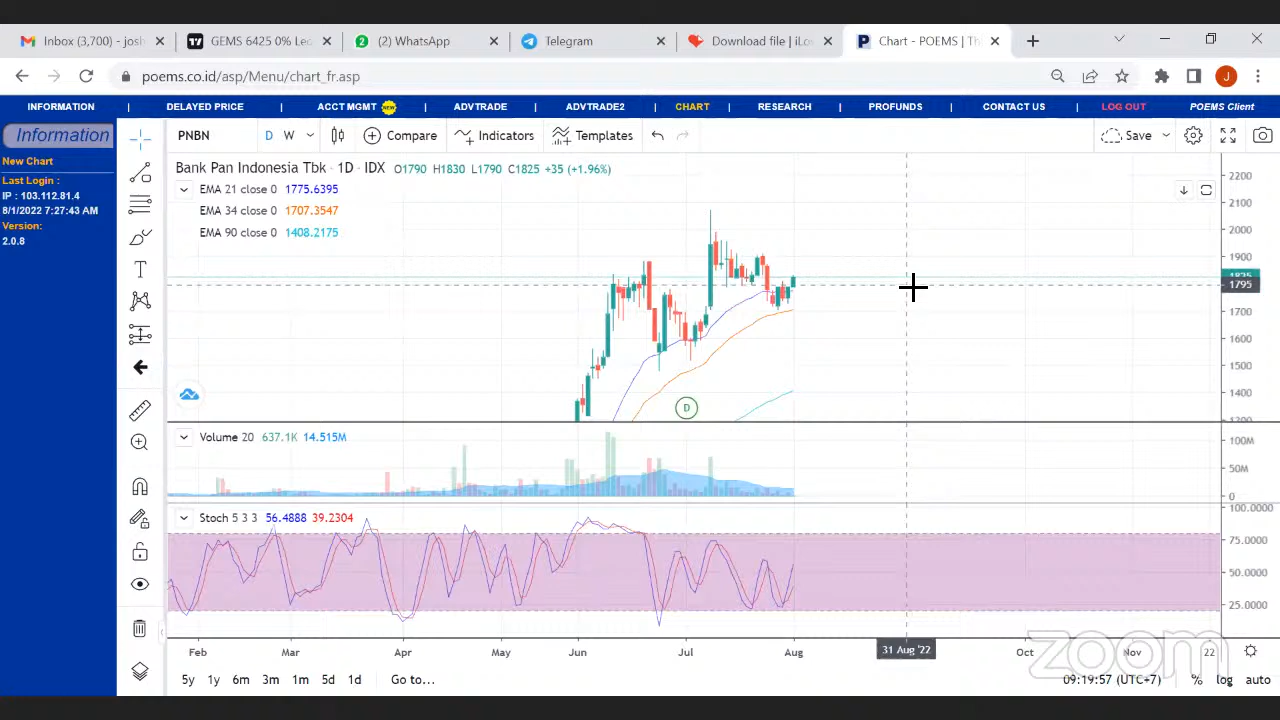 Inbox (3,700) - josh
GEMS 6425 0% Le
(2) WhatsApp
Telegram
Download file | iLo
Chart - POEMS | Th
poems.co.id/asp/Menu/chart_fr.asp
J
INFORMATION | DELAYED PRICE | ACCT MGMT NEW | ADVTRADE | ADVTRADE2 | CHART | RESEARCH | PROFUNDS | CONTACT US | LOG OUT POEMS Client
Information
New Chart
Last Login :
IP : 103.112.81.4
8/1/2022 7:27:43 AM
Version:
2.0.8
PNBN D W Compare Indicators Templates Save
Bank Pan Indonesia Tbk · 1D · IDX O1790 H1830 L1790 C1825 +35 (+1.96%)
EMA 21 close 0 1775.6395
EMA 34 close 0 1707.3547
EMA 90 close 0 1408.2175
2200
2100
2000
1900
1825
1795
1700
1600
1500
1400
1300
D
Volume 20 637.1K 14.515M
100M
50M
0
Stoch 5 3 3 56.4888 39.2304
100.0000
75.0000
50.0000
25.0000
Feb Mar Apr May Jun Jul Aug 31 Aug '22 Oct Nov 22
zoom
5y 1y 6m 3m 1m 5d 1d Go to... 09:19:57 (UTC+7) % log auto